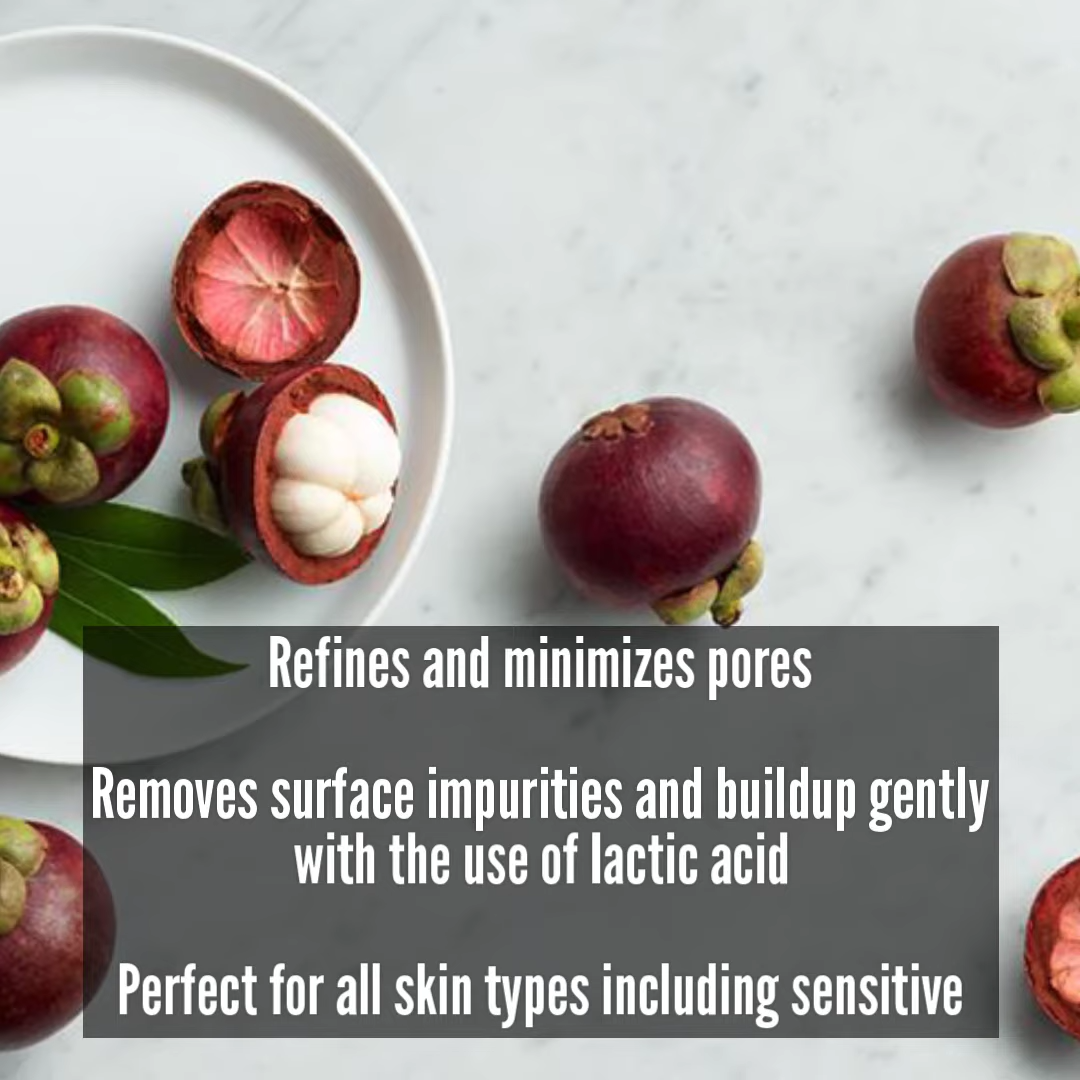 Refines and minimizes pores
Removes surface impurities and buildup gently
with the use of lactic acid
Perfect for all skin types including sensitive